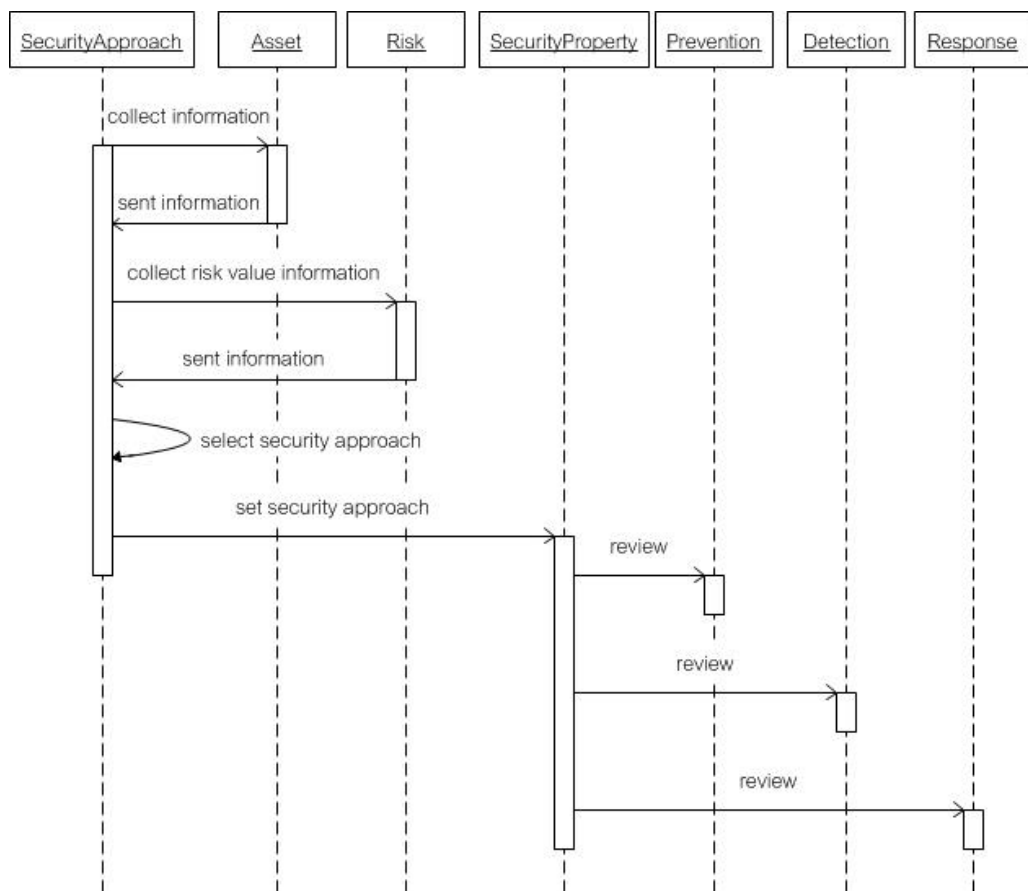 SecurityApproach
Asset
Risk
SecurityProperty
Prevention
Detection
Response
collect information
sent information
collect risk value information
sent information
select security approach
set security approach
review
review
review